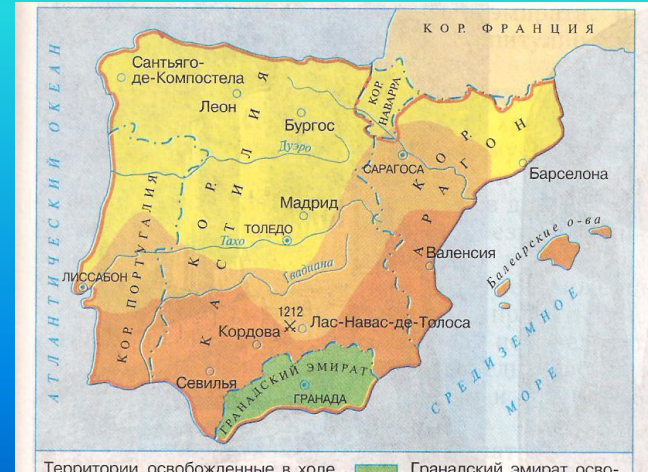 КОР. ФРАНЦИЯ
АТЛАНТИЧЕСКИЙ ОКЕАН
Сантьяго-
де-Компостела
Леон
Бургос
КОР.
НАВАРРА
КОР. АРАГОН
САРАГОСА
Барселона
Дуэро
КОР. КАСТИЛИЯ
Мадрид
ТОЛЕДО
Тахо
КОР. ПОРТУГАЛИЯ
ЛИССАБОН
Гвадиана
Валенсия
Балеарские о-ва
1212
Лас-Навас-де-Толоса
Кордова
Севилья
ГРАНАДСКИЙ ЭМИРАТ
ГРАНАДА
СРЕДИЗЕМНОЕ
МОРЕ
Территории, освобожденные в ходе
Гранадский эмират, осво-